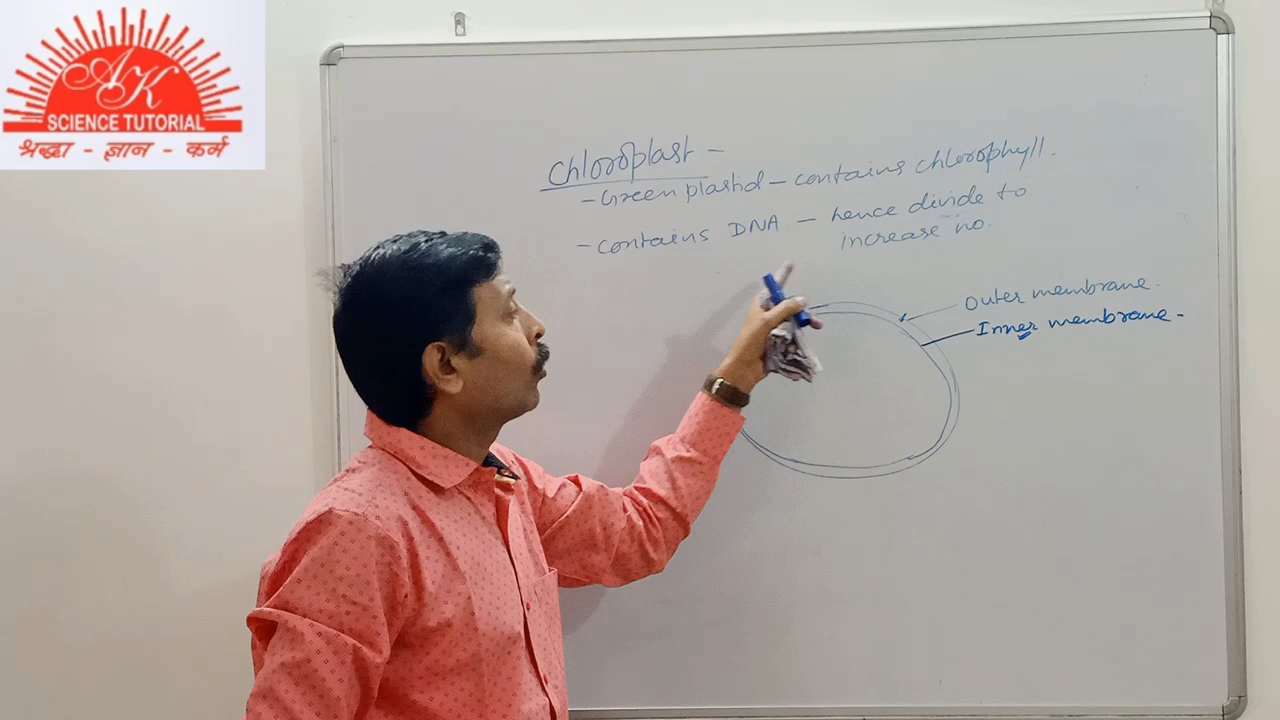 AK
SCIENCE TUTORIAL
श्रद्धा - ज्ञान - कर्म
Chloroplast -
- Green plastid - contains chlorophyll.
- contains DNA - hence divide to
increase no.
Outer membrane.
Inner membrane -